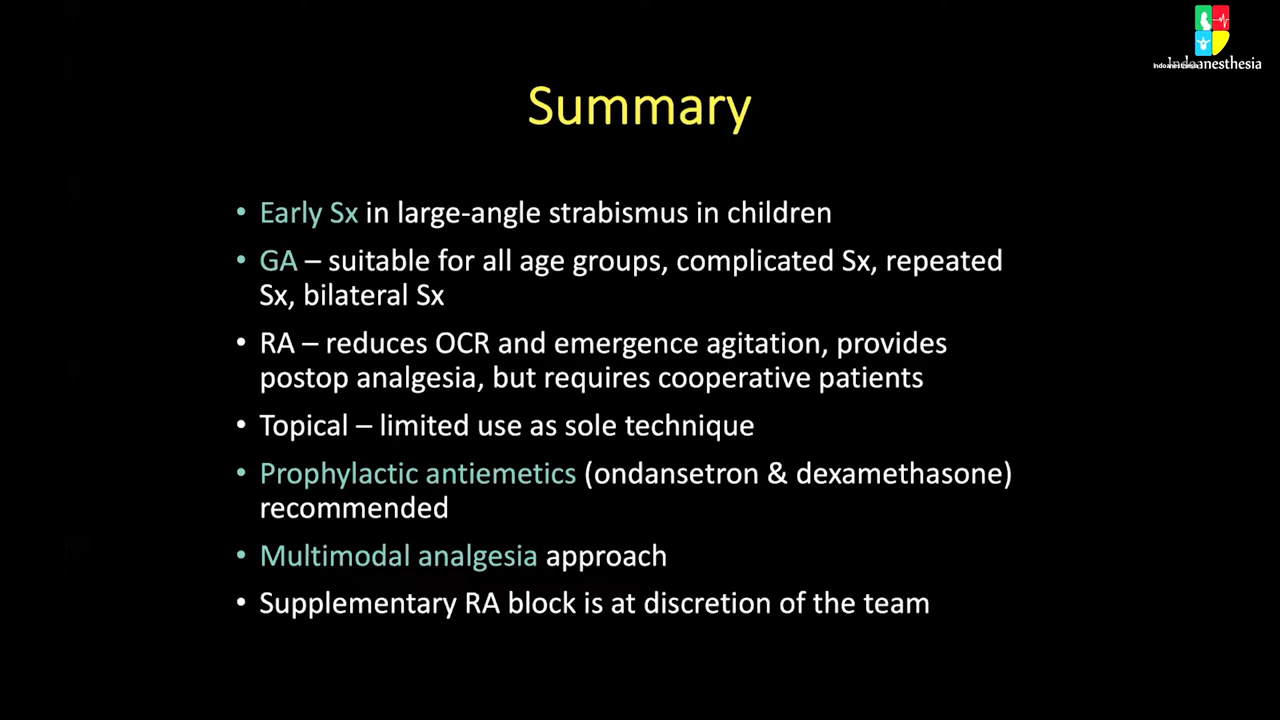 Indoanesthesia
Indoanesthesia
Summary
• Early Sx in large-angle strabismus in children
• GA – suitable for all age groups, complicated Sx, repeated
Sx, bilateral Sx
• RA – reduces OCR and emergence agitation, provides
postop analgesia, but requires cooperative patients
• Topical – limited use as sole technique
• Prophylactic antiemetics (ondansetron & dexamethasone)
recommended
• Multimodal analgesia approach
• Supplementary RA block is at discretion of the team